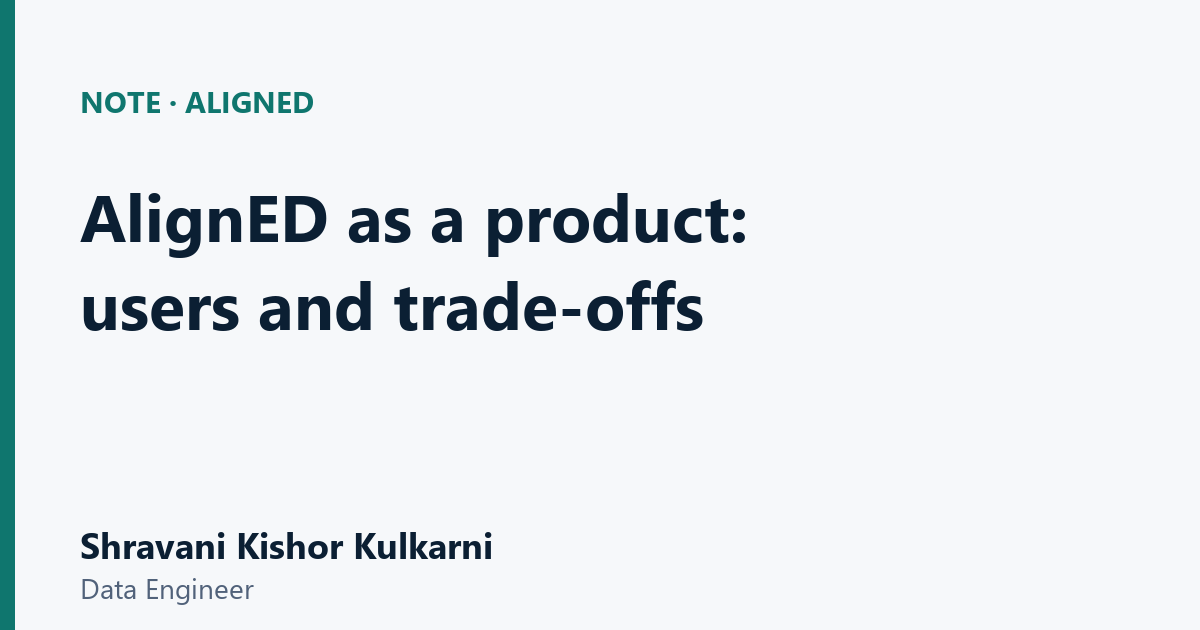 NOTE · ALIGNED
AlignED as a product:
users and trade-offs
Shravani Kishor Kulkarni
Data Engineer